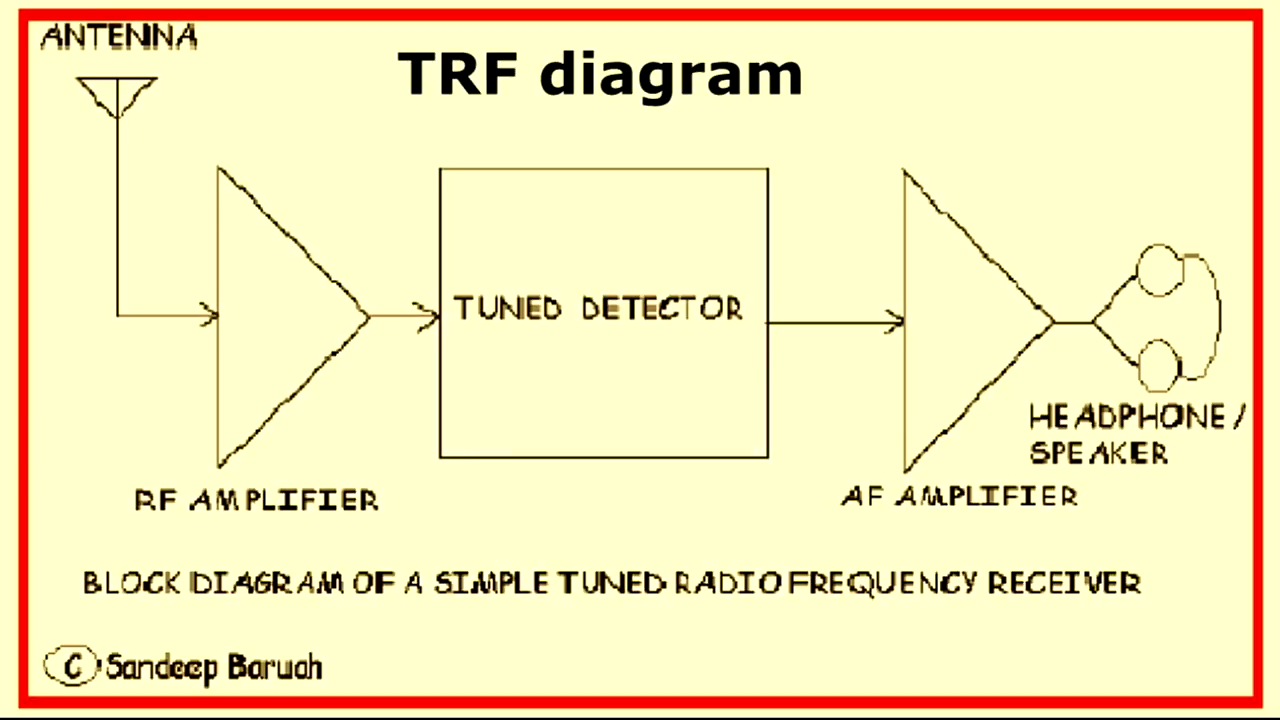 ANTENNA
TRF diagram
TUNED DETECTOR
HEADPHONE /
SPEAKER
RF AMPLIFIER
AF AMPLIFIER
BLOCK DIAGRAM OF A SIMPLE TUNED RADIO FREQUENCY RECEIVER
© Sandeep Baruah